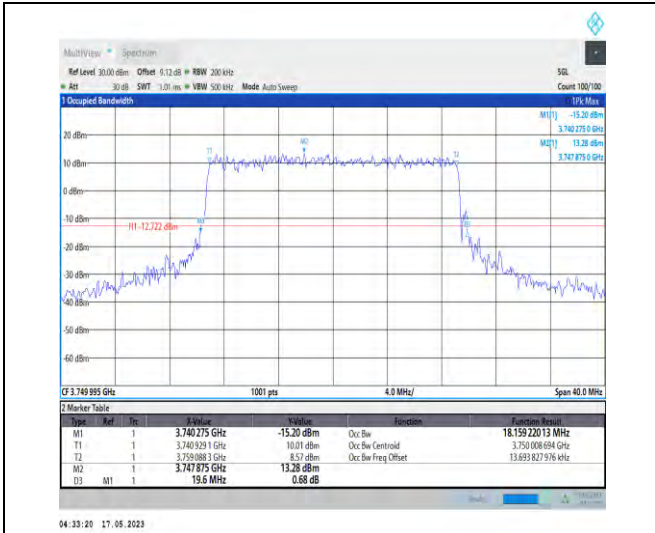 MultiView Spectrum
Ref Level 30.00 dBm Offset 9.12 dB RBW 200 kHz SGL
Att 30 dB SWT 1.01 ms VBW 500 kHz Mode Auto Sweep Count 100/100
1 Occupied Bandwidth 1Pk Max
M1[1] -15.20 dBm
3.740 275 0 GHz
M2[1] 13.28 dBm
3.747 875 0 GHz
20 dBm
T1 M2 T2
10 dBm
0 dBm
-10 dBm
M1
H1 -12.722 dBm
-20 dBm
-30 dBm
-40 dBm
-50 dBm
-60 dBm
CF 3.749 995 GHz 1001 pts 4.0 MHz/ Span 40.0 MHz
2 Marker Table
Type Ref Trc X-Value Y-Value Function Function Result
M1 1 3.740 275 GHz -15.20 dBm Occ Bw 18.159 220 13 MHz
T1 1 3.740 929 1 GHz 10.01 dBm Occ Bw Centroid 3.750 008 694 GHz
T2 1 3.759 088 3 GHz 8.57 dBm Occ Bw Freq Offset 13.693 827 976 kHz
M2 1 3.747 875 GHz 13.28 dBm
D3 M1 1 19.6 MHz 0.68 dB
04:33:20 17.05.2023